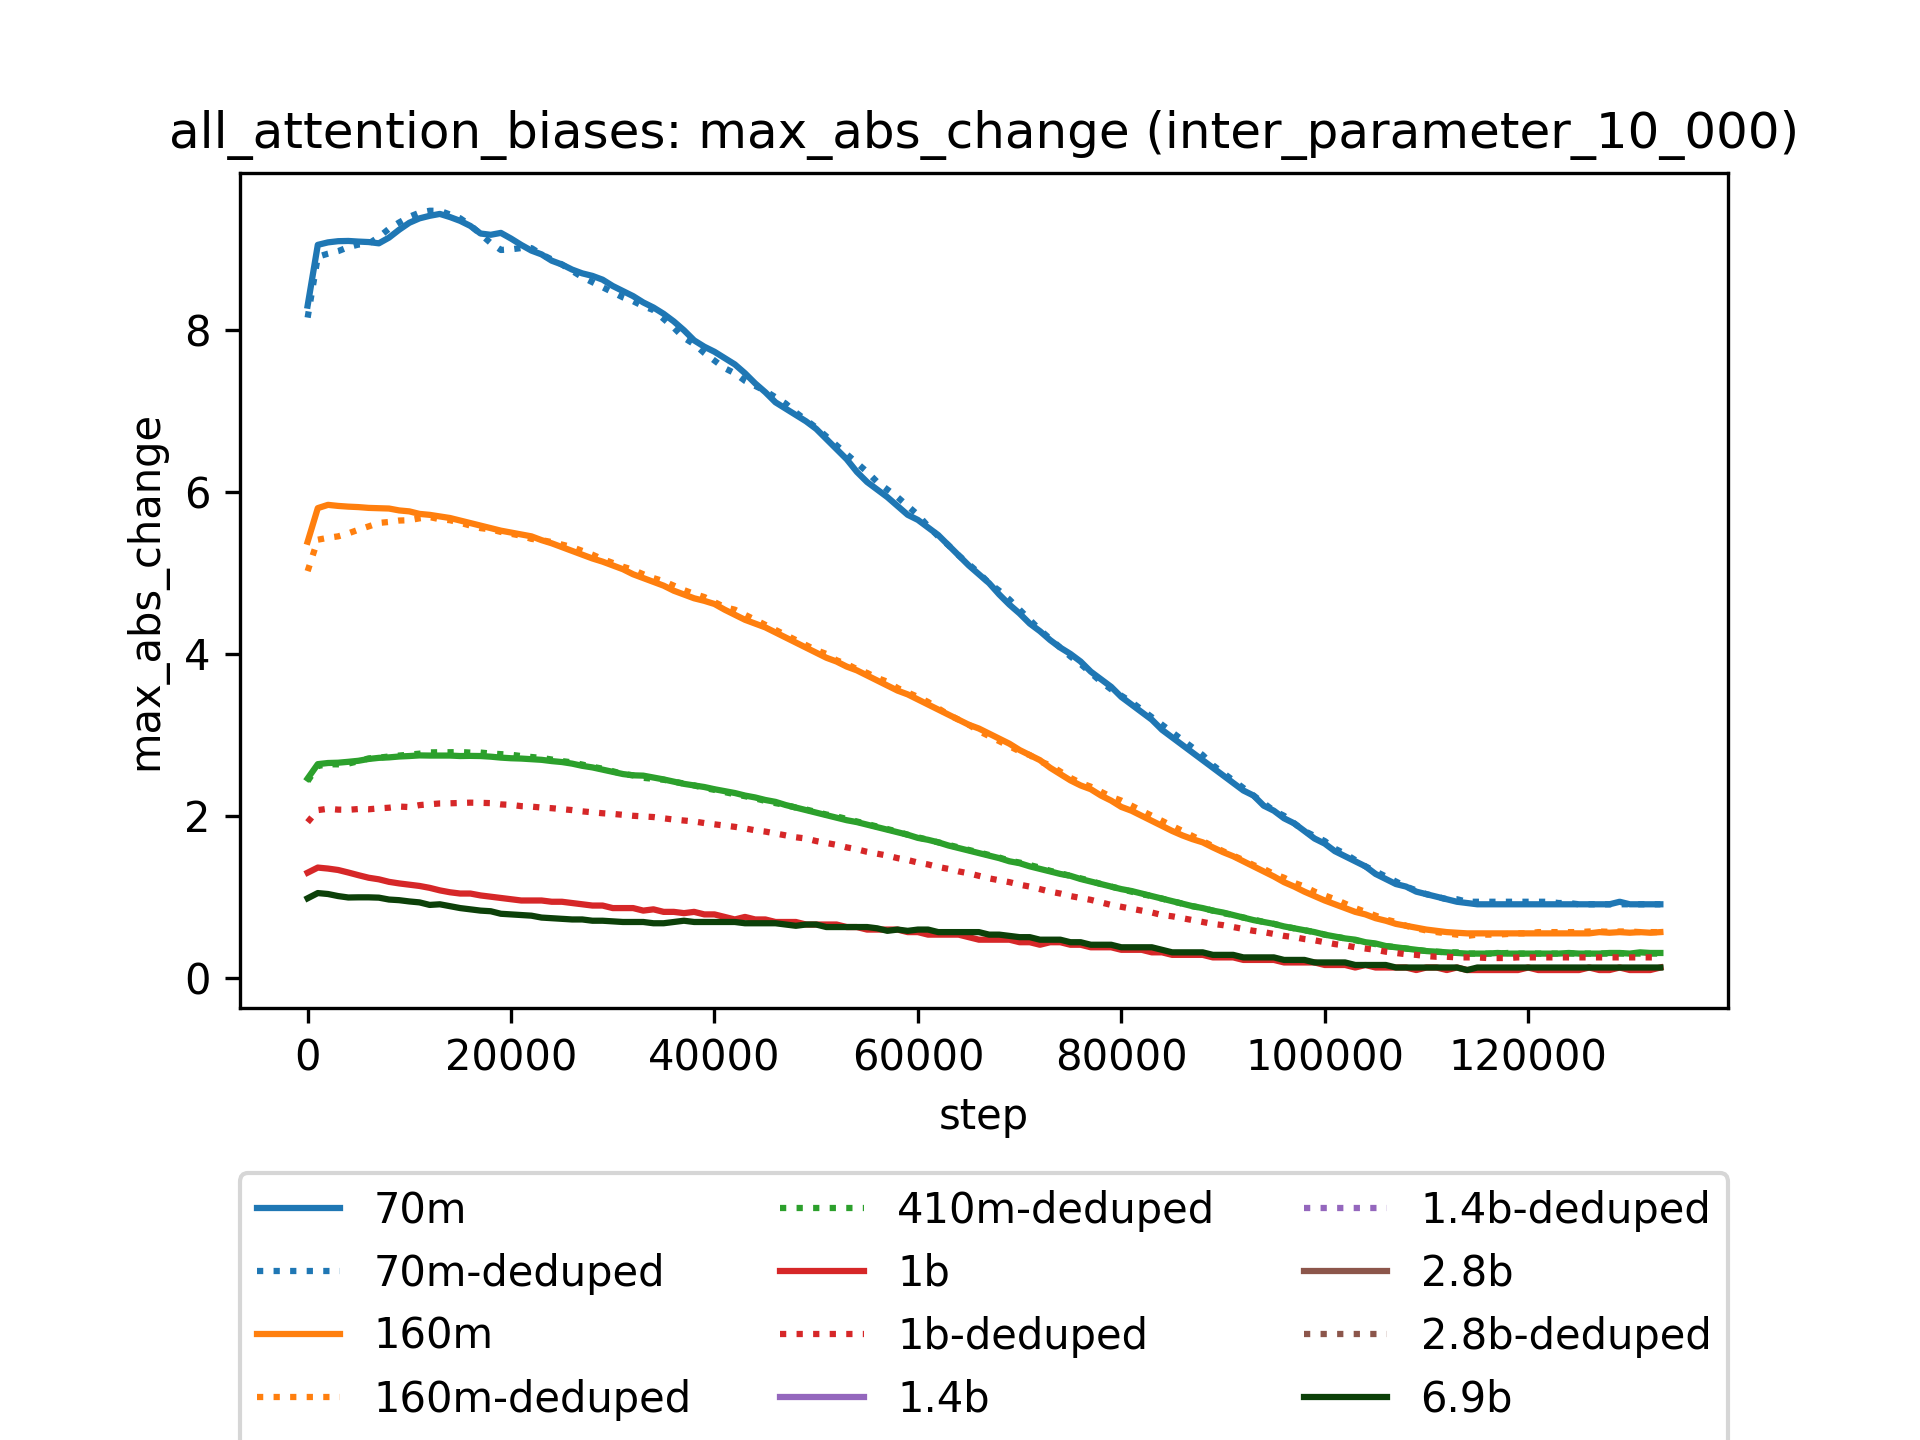 all_attention_biases: max_abs_change (inter_parameter_10_000)
max_abs_change
8
6
4
2
0
0 20000 40000 60000 80000 100000 120000
step
70m
70m-deduped
160m
160m-deduped
410m-deduped
1b
1b-deduped
1.4b
1.4b-deduped
2.8b
2.8b-deduped
6.9b